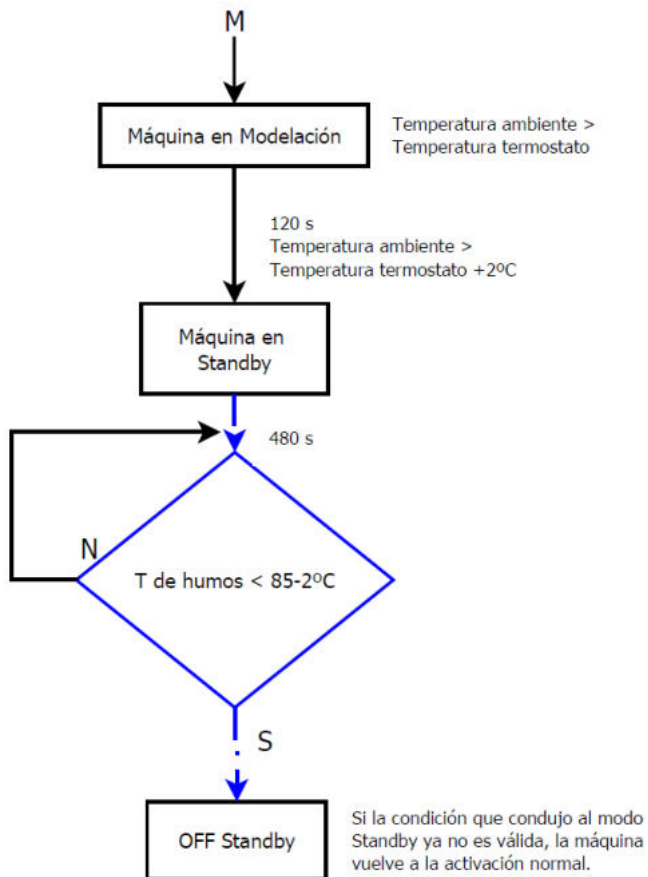 M
Máquina en Modelación
Temperatura ambiente >
Temperatura termostato
120 s
Temperatura ambiente >
Temperatura termostato +2ºC
Máquina en
Standby
480 s
N
T de humos < 85-2ºC
S
OFF Standby
Si la condición que condujo al modo
Standby ya no es válida, la máquina
vuelve a la activación normal.